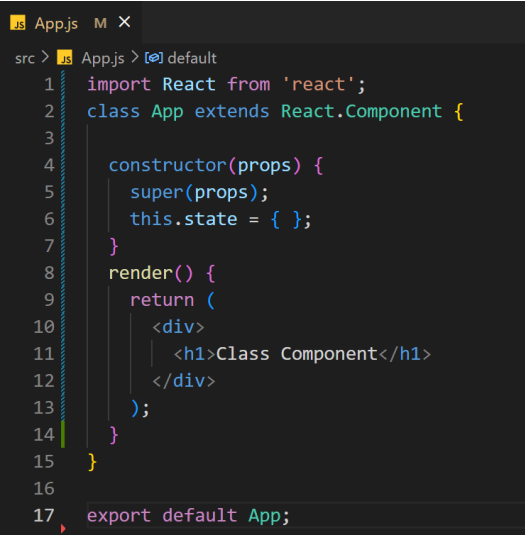 JS App.js M ×
src > JS App.js > default
1 import React from 'react';
2 class App extends React.Component {
3
4   constructor(props) {
5     super(props);
6     this.state = { };
7   }
8   render() {
9     return (
10       <div>
11         <h1>Class Component</h1>
12       </div>
13     );
14   }
15 }
16
17 export default App;